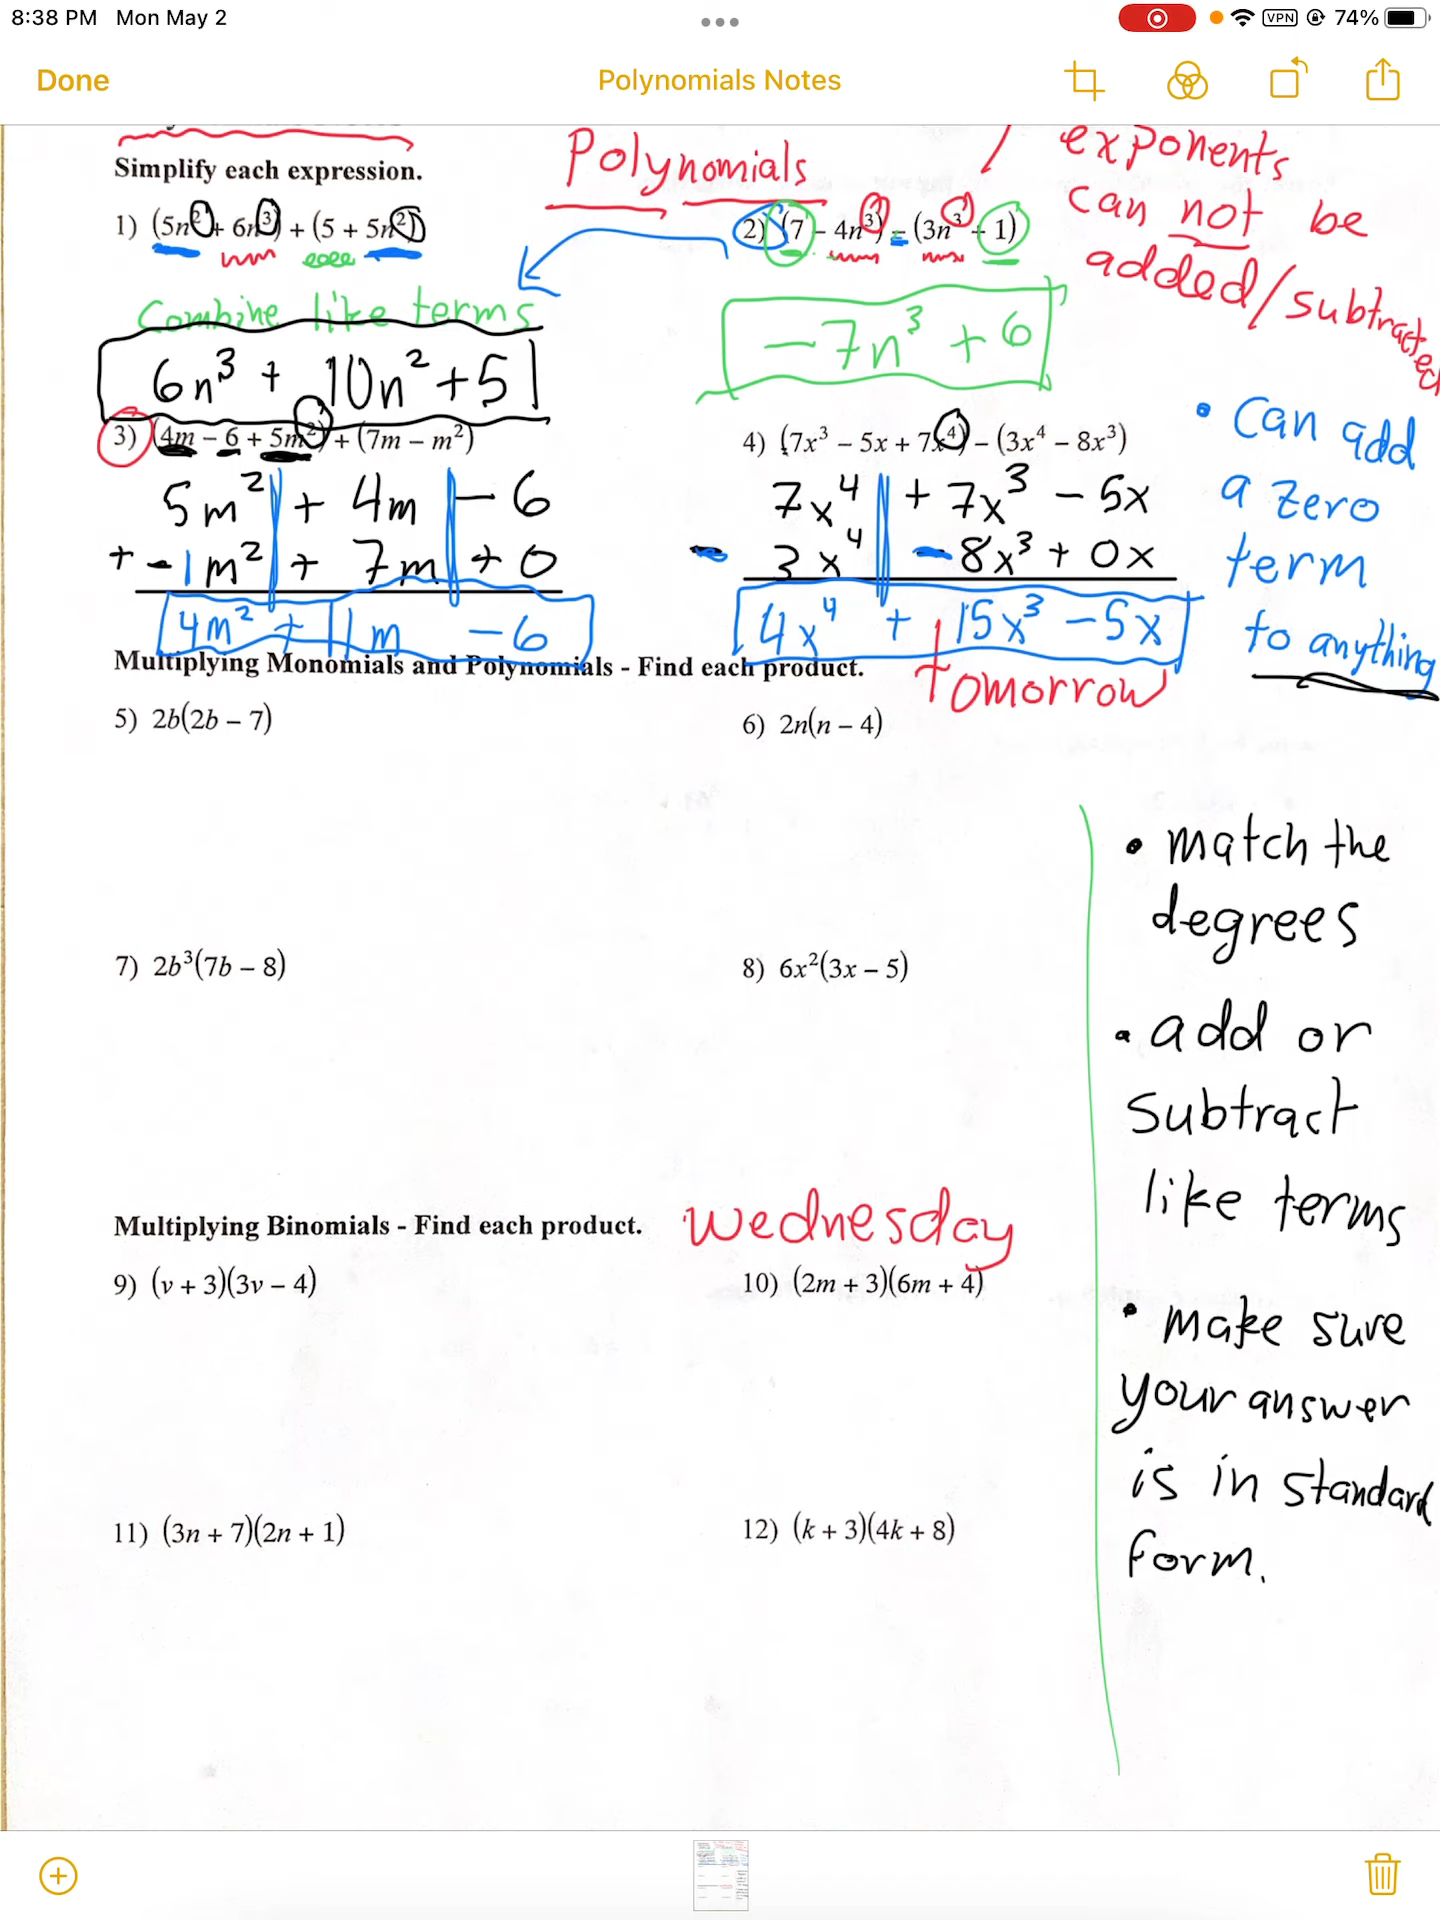 8:38 PM Mon May 2
74%
VPN
Done
Polynomials Notes
Polynomials
exponents
can not be
added/subtracted
Simplify each expression.
1) (5n² + 6n³) + (5 + 5n²)
2) (7 - 4n³) - (3n³ + 1)
Combine like terms
6n³ + 10n² + 5
-7n³ + 6
• Can add
a zero
term
to anything
3) (4m – 6 + 5m²) + (7m – m²)
5m² + 4m - 6
+ -1m² + 7m + 0
4m² + 11m - 6
4) (7x³ – 5x + 7x⁴) – (3x⁴ – 8x³)
7x⁴ + 7x³ - 5x
- 3x⁴ - 8x³ + 0x
4x⁴ + 15x³ - 5x
Multiplying Monomials and Polynomials - Find each product.
tomorrow
5) 2b(2b – 7)
6) 2n(n – 4)
7) 2b³(7b – 8)
8) 6x²(3x – 5)
• match the
degrees
• add or
subtract
like terms
• make sure
your answer
is in standard
form.
Multiplying Binomials - Find each product.
Wednesday
9) (v + 3)(3v – 4)
10) (2m + 3)(6m + 4)
11) (3n + 7)(2n + 1)
12) (k + 3)(4k + 8)